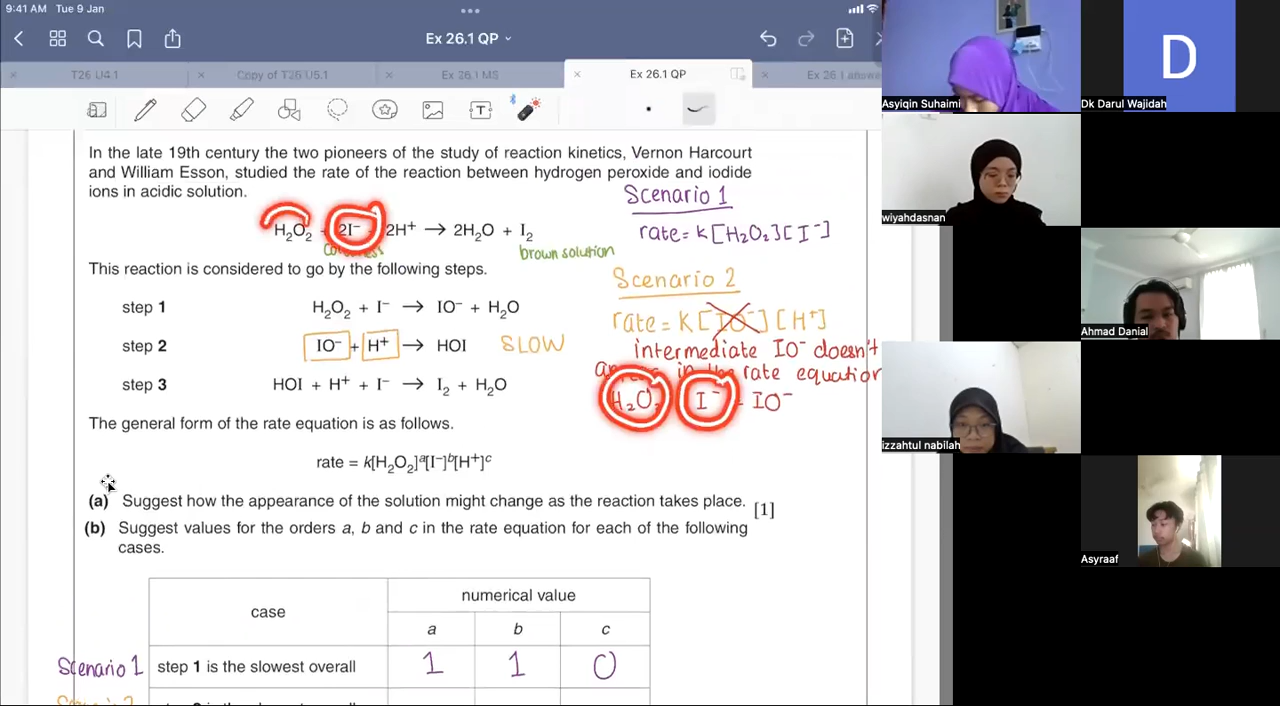 9:41 AM Tue 9 Jan
Ex 26.1 QP
T26 U4.1
Copy of T26 U5.1
Ex 26.1 MS
Ex 26.1 QP
Ex 26.1 answe
In the late 19th century the two pioneers of the study of reaction kinetics, Vernon Harcourt
and William Esson, studied the rate of the reaction between hydrogen peroxide and iodide
ions in acidic solution.
Scenario 1
rate = k [H₂O₂] [I⁻]
H₂O₂ + 2I⁻ 2H⁺ → 2H₂O + I₂
brown solution
This reaction is considered to go by the following steps.
Scenario 2
rate = k [IO⁻] [H⁺]
intermediate IO⁻ doesn't
in the rate equation
H₂O₂ I⁻ - IO⁻
step 1 H₂O₂ + I⁻ → IO⁻ + H₂O
step 2 IO⁻ + H⁺ → HOI SLOW
step 3 HOI + H⁺ + I⁻ → I₂ + H₂O
The general form of the rate equation is as follows.
rate = k[H₂O₂]ᵃ[I⁻]ᵇ[H⁺]ᶜ
(a) Suggest how the appearance of the solution might change as the reaction takes place. [1]
(b) Suggest values for the orders a, b and c in the rate equation for each of the following
cases.
case
numerical value
a b c
Scenario 1 step 1 is the slowest overall 1 1 0
Asyiqin Suhaimi
D
Dk Darul Wajidah
wiyahdasnan
Ahmad Danial
izzahtul nabilah
Asyraaf